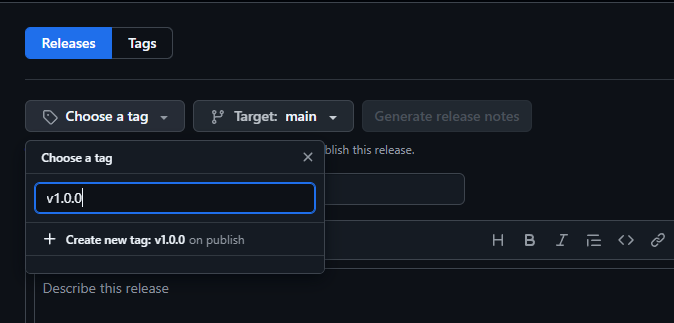 Releases Tags
Choose a tag Target: main Generate release notes
Choose a tag
blish this release.
v1.0.0
Create new tag: v1.0.0 on publish
H B I
Describe this release